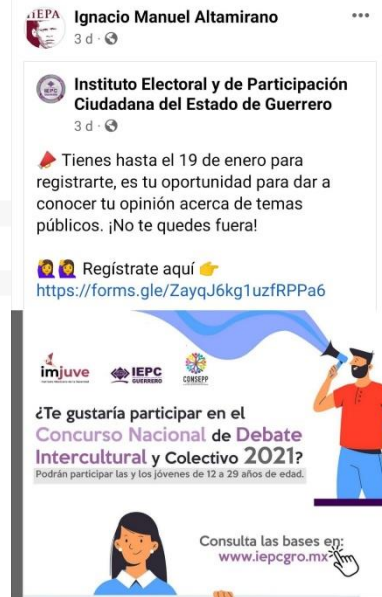 IEPA
Ignacio Manuel Altamirano
3 d
IEPC
Instituto Electoral y de Participación
Ciudadana del Estado de Guerrero
3 d
Tienes hasta el 19 de enero para
registrarte, es tu oportunidad para dar a
conocer tu opinión acerca de temas
públicos. ¡No te quedes fuera!
Regístrate aquí
https://forms.gle/ZayqJ6kg1uzfRPPa6
imjuve
IEPC
GUERRERO
CONSEPP
¿Te gustaría participar en el
Concurso Nacional de Debate
Intercultural y Colectivo 2021?
Podrán participar las y los jóvenes de 12 a 29 años de edad.
Consulta las bases en:
www.iepcgro.mx